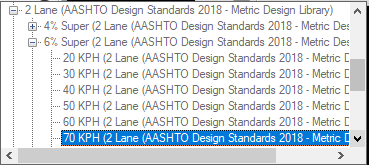 2 Lane (AASHTO Design Standards 2018 - Metric Design Library)
4% Super (2 Lane (AASHTO Design Standards 2018 - Metric D
6% Super (2 Lane (AASHTO Design Standards 2018 - Metric D
20 KPH (2 Lane (AASHTO Design Standards 2018 - Metric D
30 KPH (2 Lane (AASHTO Design Standards 2018 - Metric D
40 KPH (2 Lane (AASHTO Design Standards 2018 - Metric D
50 KPH (2 Lane (AASHTO Design Standards 2018 - Metric D
60 KPH (2 Lane (AASHTO Design Standards 2018 - Metric D
70 KPH (2 Lane (AASHTO Design Standards 2018 - Metric D